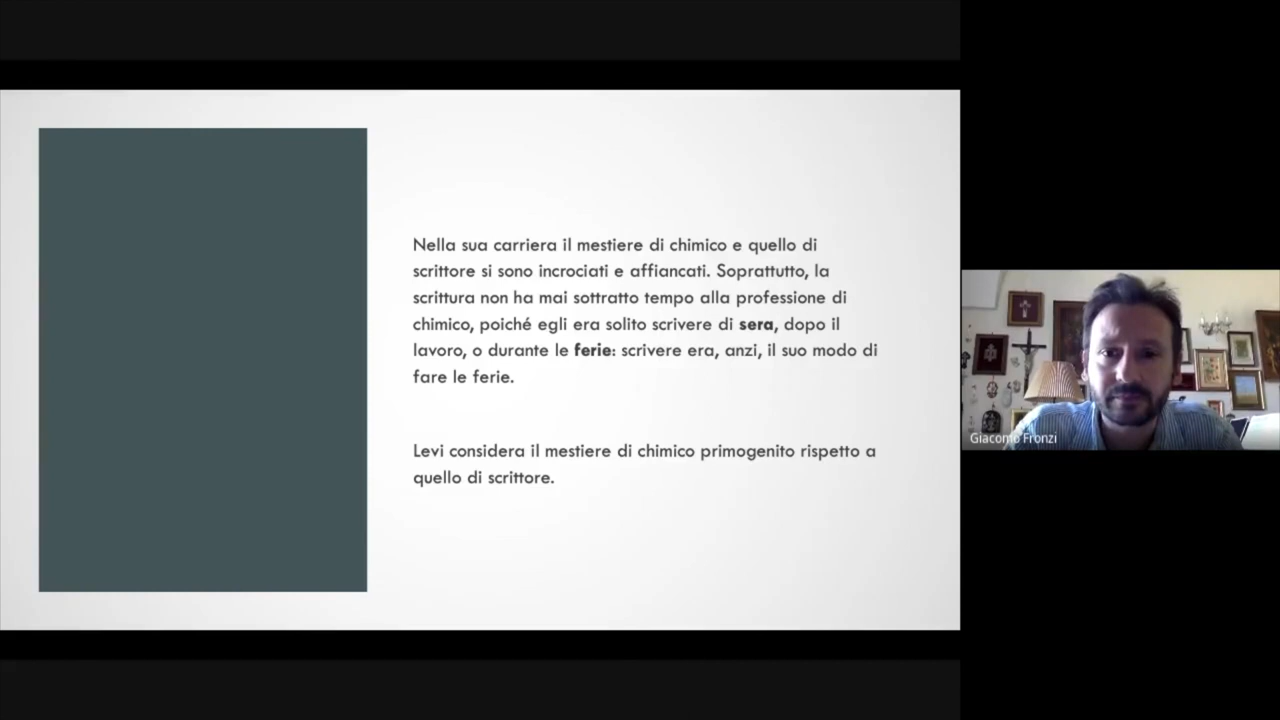 Nella sua carriera il mestiere di chimico e quello di
scrittore si sono incrociati e affiancati. Soprattutto, la
scrittura non ha mai sottratto tempo alla professione di
chimico, poiché egli era solito scrivere di sera, dopo il
lavoro, o durante le ferie: scrivere era, anzi, il suo modo di
fare le ferie.
Levi considera il mestiere di chimico primogenito rispetto a
quello di scrittore.
Giacomo Fronzi